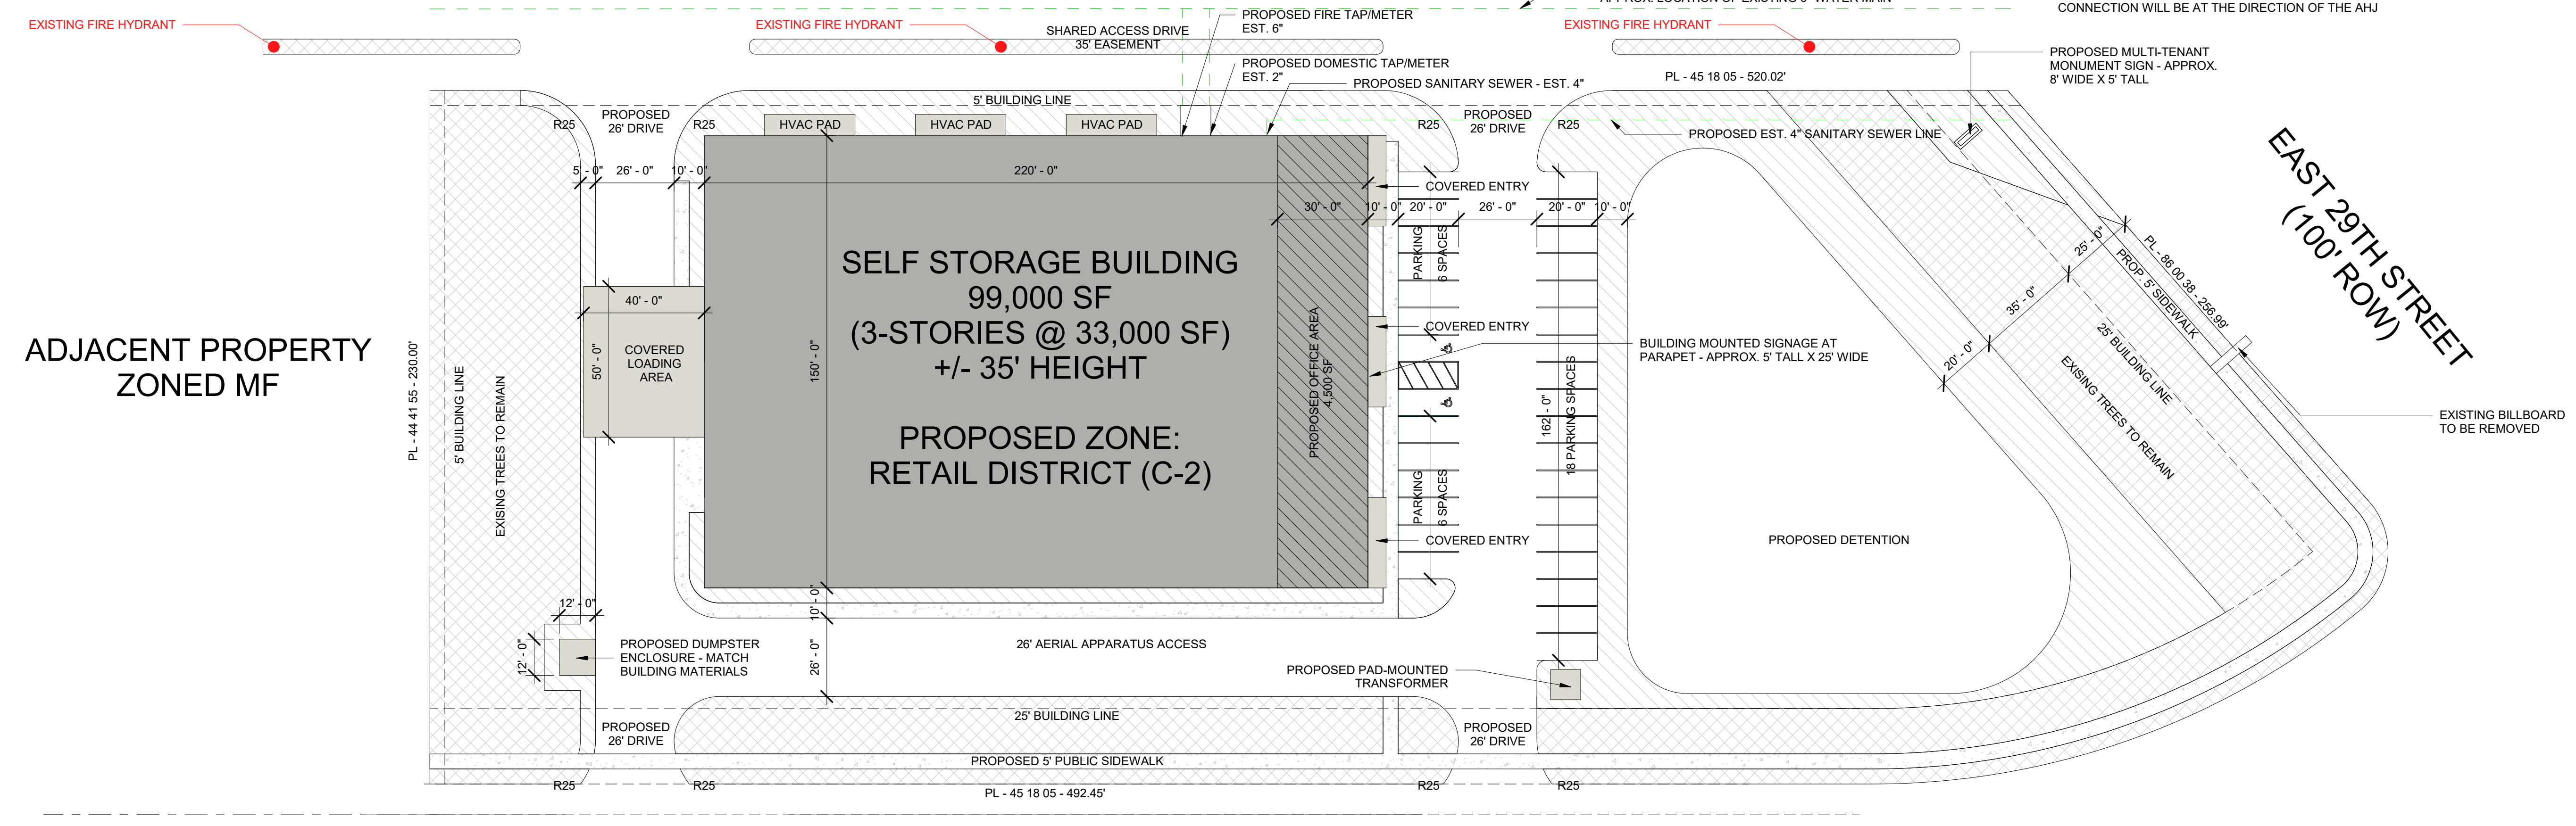 APPROX. LOCATION OF EXISTING 6" WATER MAIN
CONNECTION WILL BE AT THE DIRECTION OF THE AHJ
EXISTING FIRE HYDRANT
EXISTING FIRE HYDRANT
EXISTING FIRE HYDRANT
SHARED ACCESS DRIVE
35' EASEMENT
PROPOSED FIRE TAP/METER
EST. 6"
PROPOSED DOMESTIC TAP/METER
EST. 2"
PROPOSED SANITARY SEWER - EST. 4"
PL - 45 18 05 - 520.02'
PROPOSED MULTI-TENANT
MONUMENT SIGN - APPROX.
8' WIDE X 5' TALL
5' BUILDING LINE
R25
PROPOSED
26' DRIVE
R25
HVAC PAD
HVAC PAD
HVAC PAD
R25
PROPOSED
26' DRIVE
R25
PROPOSED EST. 4" SANITARY SEWER LINE
EAST 29TH STREET
(100' ROW)
5' - 0"
26' - 0"
10' - 0"
220' - 0"
COVERED ENTRY
30' - 0"
10' - 0"
20' - 0"
26' - 0"
20' - 0"
10' - 0"
PARKING
6 SPACES
SELF STORAGE BUILDING
99,000 SF
(3-STORIES @ 33,000 SF)
+/- 35' HEIGHT
PROPOSED ZONE:
RETAIL DISTRICT (C-2)
25' - 0"
PL - 86 00 38 - 256.99'
PROP. 5' SIDEWALK
35' - 0"
25' BUILDING LINE
20' - 0"
EXISING TREES TO REMAIN
40' - 0"
50' - 0"
COVERED
LOADING
AREA
150' - 0"
PROPOSED OFFICE AREA
4,500 SF
COVERED ENTRY
BUILDING MOUNTED SIGNAGE AT
PARAPET - APPROX. 5' TALL X 25' WIDE
ADJACENT PROPERTY
ZONED MF
PL - 44 41 55 - 230.00'
5' BUILDING LINE
EXISING TREES TO REMAIN
162' - 0"
18 PARKING SPACES
EXISTING BILLBOARD
TO BE REMOVED
PARKING
6 SPACES
COVERED ENTRY
PROPOSED DETENTION
12' - 0"
12' - 0"
PROPOSED DUMPSTER
ENCLOSURE - MATCH
BUILDING MATERIALS
10' - 0"
26' - 0"
26' AERIAL APPARATUS ACCESS
PROPOSED PAD-MOUNTED
TRANSFORMER
25' BUILDING LINE
PROPOSED
26' DRIVE
PROPOSED
26' DRIVE
PROPOSED 5' PUBLIC SIDEWALK
R25
R25
R25
R25
PL - 45 18 05 - 492.45'